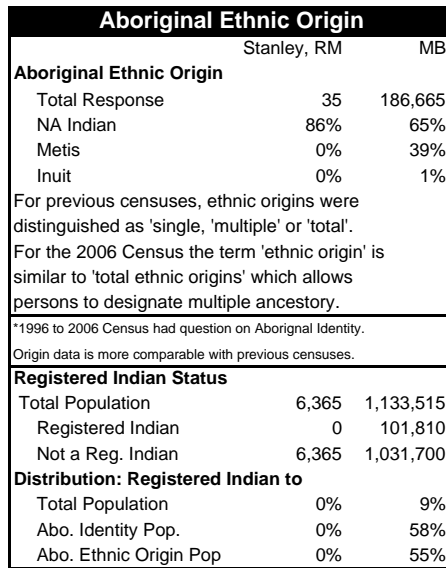 Aboriginal Ethnic Origin
Stanley, RM MB
Aboriginal Ethnic Origin
Total Response 35 186,665
NA Indian 86% 65%
Metis 0% 39%
Inuit 0% 1%
For previous censuses, ethnic origins were
distinguished as 'single, 'multiple' or 'total'.
For the 2006 Census the term 'ethnic origin' is
similar to 'total ethnic origins' which allows
persons to designate multiple ancestory.
*1996 to 2006 Census had question on Aborignal Identity.
Origin data is more comparable with previous censuses.
Registered Indian Status
Total Population 6,365 1,133,515
Registered Indian 0 101,810
Not a Reg. Indian 6,365 1,031,700
Distribution: Registered Indian to
Total Population 0% 9%
Abo. Identity Pop. 0% 58%
Abo. Ethnic Origin Pop 0% 55%